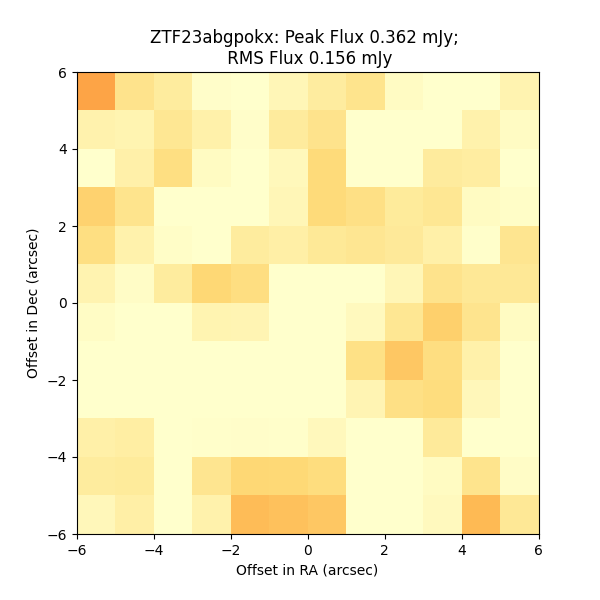 ZTF23abgpokx: Peak Flux 0.362 mJy;
RMS Flux 0.156 mJy
6
4
2
0
−2
−4
−6
Offset in Dec (arcsec)
−6 −4 −2 0 2 4 6
Offset in RA (arcsec)